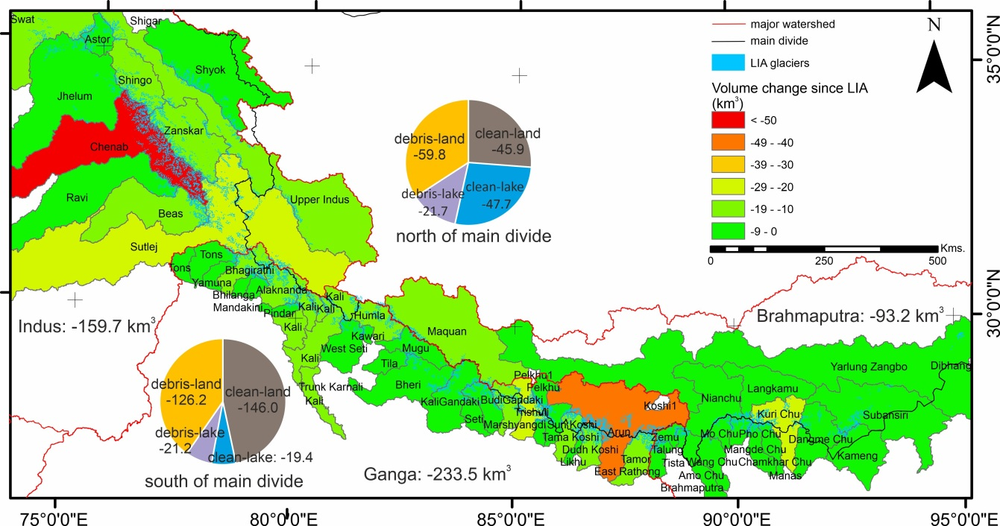 Swat
Shigar
Astor
Shyok
Shingo
Jhelum
Zanskar
Chenab
Ravi
Upper Indus
Beas
Sutlej
Tons
Tons
Bhagirathi
Yamuna
Bhilanga
Alaknanda
Mandakini
Pindar
Kali
Kali
Kali
Kali
Humla
Kawari
Maquan
West Seti
Mugu
Kali
Tila
Trunk Karnali
Bheri
Kali
KaliGandaki
Seti
BudiGandaki
Trishuli
Marshyangdi
Pelkhu1
Pelkhu
Koshi1
Sun Koshi
Arun
Tama Koshi
Dudh Koshi
Likhu
Tamor
East Rathong
Zemu
Talung
Tista
Nianchu
Langkamu
Yarlung Zangbo
Dibhang
Kuri Chu
Subansiri
Mo Chu
Pho Chu
Dangme Chu
Mangde Chu
Wang Chu
Chamkhar Chu
Kameng
Manas
Amo Chu
Brahmaputra
N
major watershed
main divide
LIA glaciers
Volume change since LIA
(km³)
< -50
-49 - -40
-39 - -30
-29 - -20
-19 - -10
-9 - 0
Kms.
0
250
500
debris-land
-59.8
clean-land
-45.9
debris-lake
-21.7
clean-lake
-47.7
north of main divide
Indus: -159.7 km³
Brahmaputra: -93.2 km³
debris-land
-126.2
clean-land
-146.0
debris-lake
-21.2
clean-lake: -19.4
south of main divide
Ganga: -233.5 km³
35°0'0"N
30°0'0"N
75°0'0"E
80°0'0"E
85°0'0"E
90°0'0"E
95°0'0"E